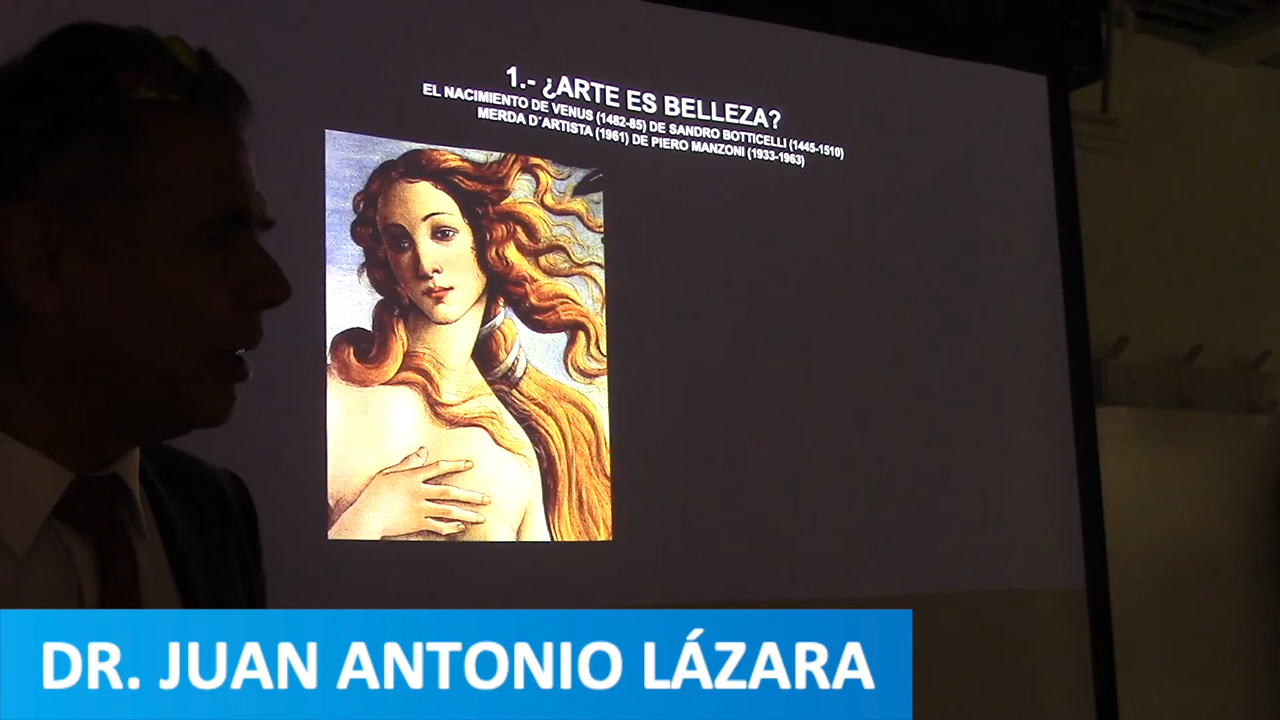 1.- ¿ARTE ES BELLEZA?
EL NACIMIENTO DE VENUS (1482-85) DE SANDRO BOTTICELLI (1445-1510)
MERDA D´ARTISTA (1961) DE PIERO MANZONI (1933-1963)
DR. JUAN ANTONIO LÁZARA